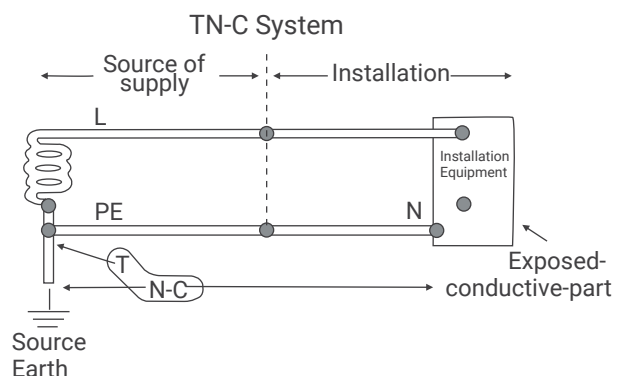 TN-C System
Source of
supply
Installation
L
Installation
Equipment
PE
N
T
N-C
Exposed-
conductive-part
Source
Earth